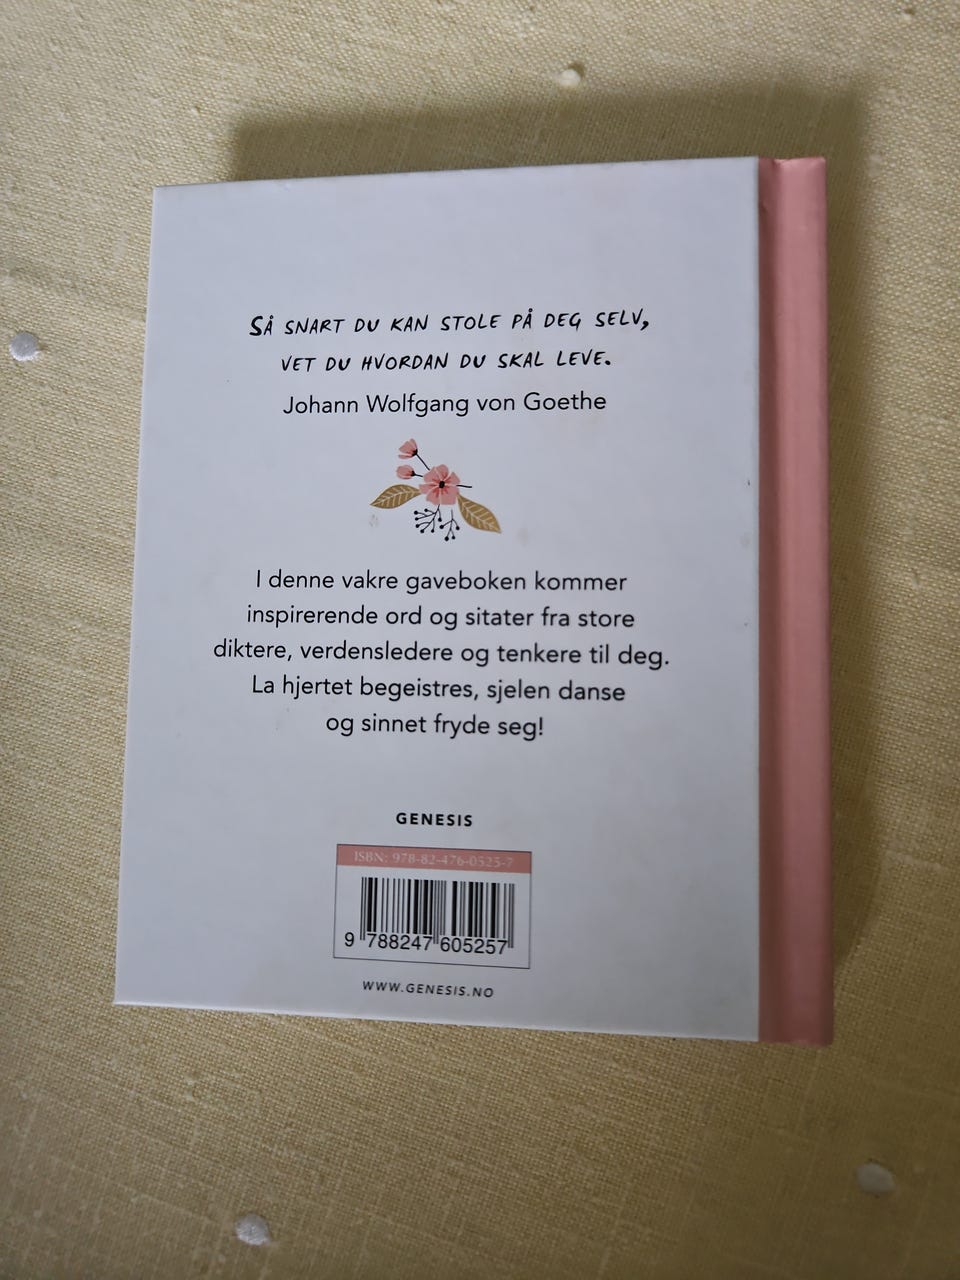 SÅ SNART DU KAN STOLE PÅ DEG SELV,
VET DU HVORDAN DU SKAL LEVE.
Johann Wolfgang von Goethe
I denne vakre gaveboken kommer
inspirerende ord og sitater fra store
diktere, verdensledere og tenkere til deg.
La hjertet begeistres, sjelen danse
og sinnet fryde seg!
GENESIS
ISBN: 978-82-476-0525-7
9 788247 605257
WWW.GENESIS.NO